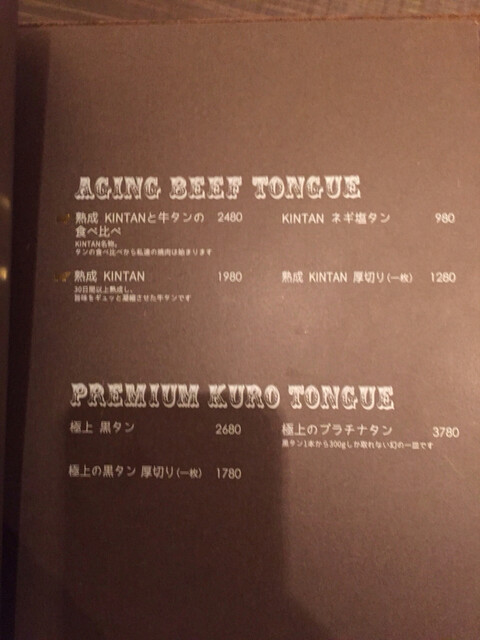 AGING BEEF TONGUE
熟成 KINTANと牛タンの 2480
食べ比べ
KINTAN名物。
タンの食べ比べから私達の焼肉は始まります
KINTAN ネギ塩タン 980
熟成 KINTAN 1980
30日間以上熟成し、
旨味をギュッと凝縮させた牛タンです
熟成 KINTAN 厚切り(一枚) 1280
PREMIUM KURO TONGUE
極上 黒タン 2680
極上のプラチナタン 3780
黒タン1本から300gしか取れない幻の一皿です
極上の黒タン 厚切り(一枚) 1780